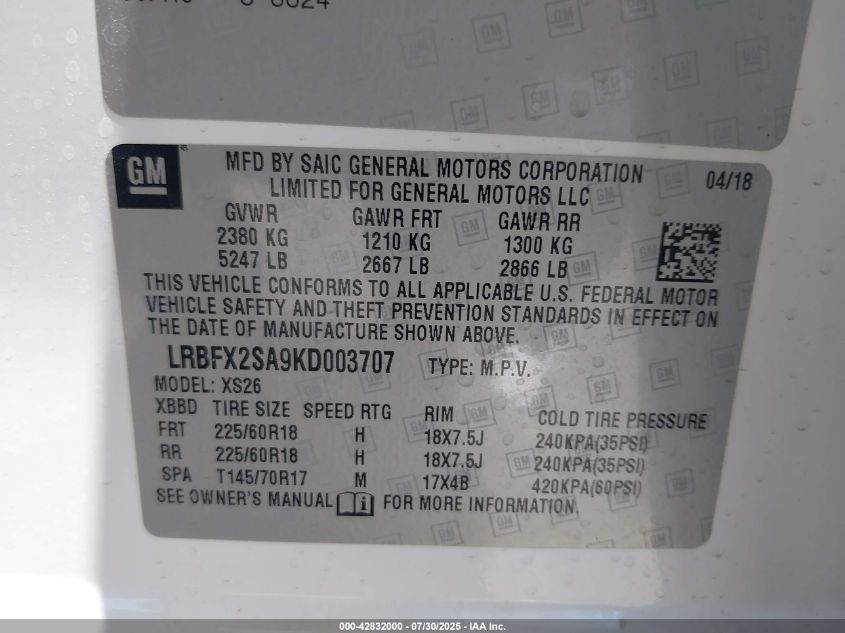 GM
MFD BY SAIC GENERAL MOTORS CORPORATION
LIMITED FOR GENERAL MOTORS LLC
04/18
GVWR GAWR FRT GAWR RR
2380 KG 1210 KG 1300 KG
5247 LB 2667 LB 2866 LB
THIS VEHICLE CONFORMS TO ALL APPLICABLE U.S. FEDERAL MOTOR
VEHICLE SAFETY AND THEFT PREVENTION STANDARDS IN EFFECT ON
THE DATE OF MANUFACTURE SHOWN ABOVE.
LRBFX2SA9KD003707 TYPE: M.P.V.
MODEL: XS26
XBBD TIRE SIZE SPEED RTG RIM COLD TIRE PRESSURE
FRT 225/60R18 H 18X7.5J 240KPA(35PSI)
RR 225/60R18 H 18X7.5J 240KPA(35PSI)
SPA T145/70R17 M 17X4B 420KPA(60PSI)
SEE OWNER'S MANUAL i FOR MORE INFORMATION.
000-42832000 - 07/30/2025 - IAA Inc.